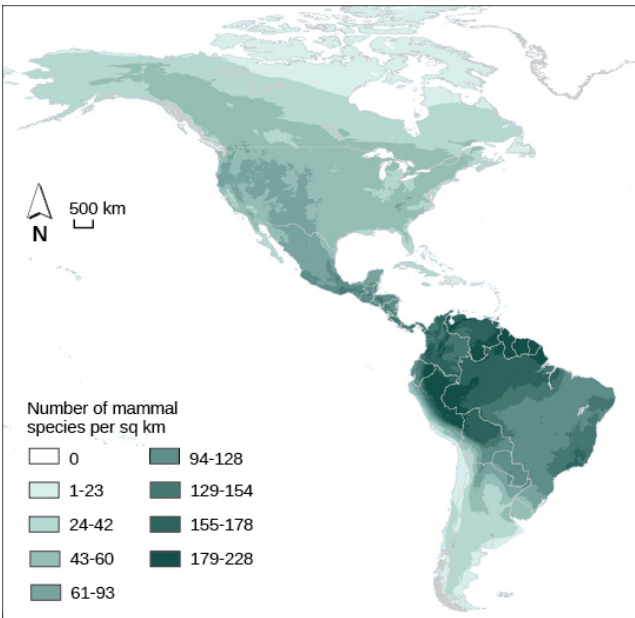 500 km
N
Number of mammal
species per sq km
0
1-23
24-42
43-60
61-93
94-128
129-154
155-178
179-228